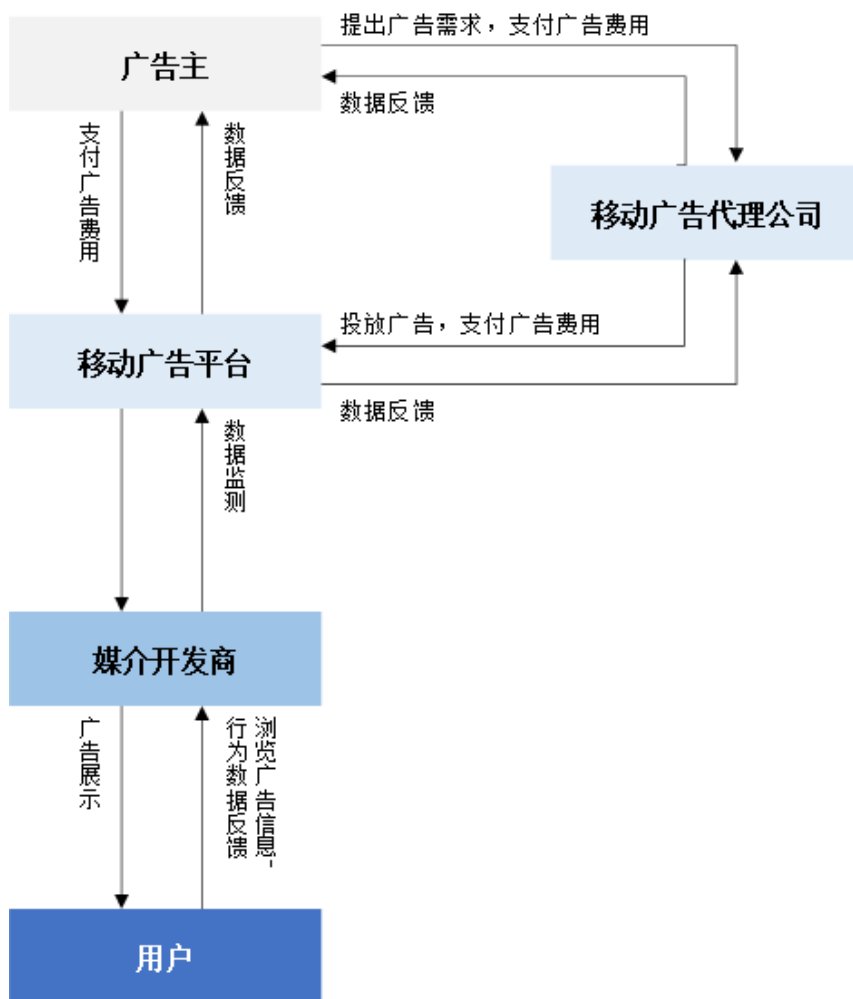 提出广告需求，支付广告费用
广告主
数据反馈
支付广告费用
数据反馈
移动广告代理公司
投放广告，支付广告费用
移动广告平台
数据反馈
数据监测
媒介开发商
广告展示
浏览广告信息-
行为数据反馈
用户